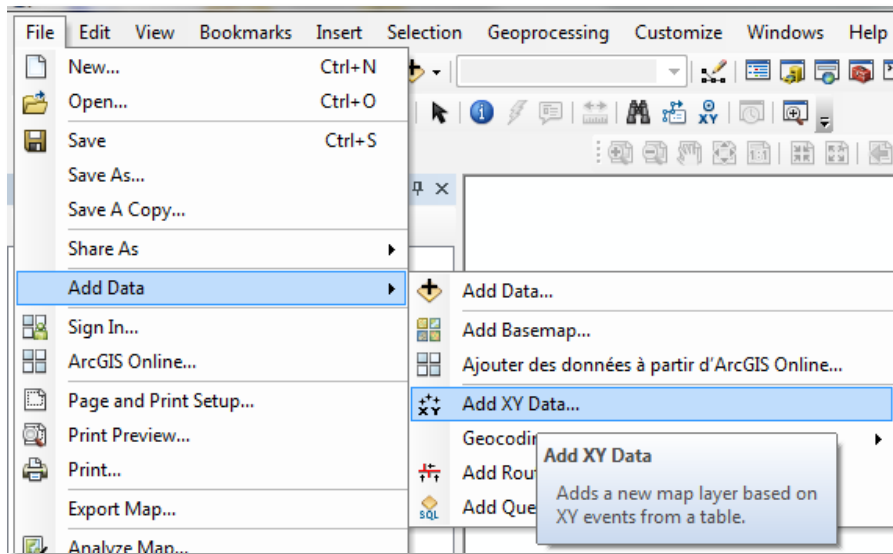 File Edit View Bookmarks Insert Selection Geoprocessing Customize Windows Help
New... Ctrl+N
Open... Ctrl+O
Save Ctrl+S
Save As...
Save A Copy...
Share As
Add Data
Sign In...
ArcGIS Online...
Page and Print Setup...
Print Preview...
Print...
Export Map...
Analyze Map...
Add Data...
Add Basemap...
Ajouter des données à partir d'ArcGIS Online...
Add XY Data...
Add
Add
Add XY Data
Adds a new map layer based on
XY events from a table.